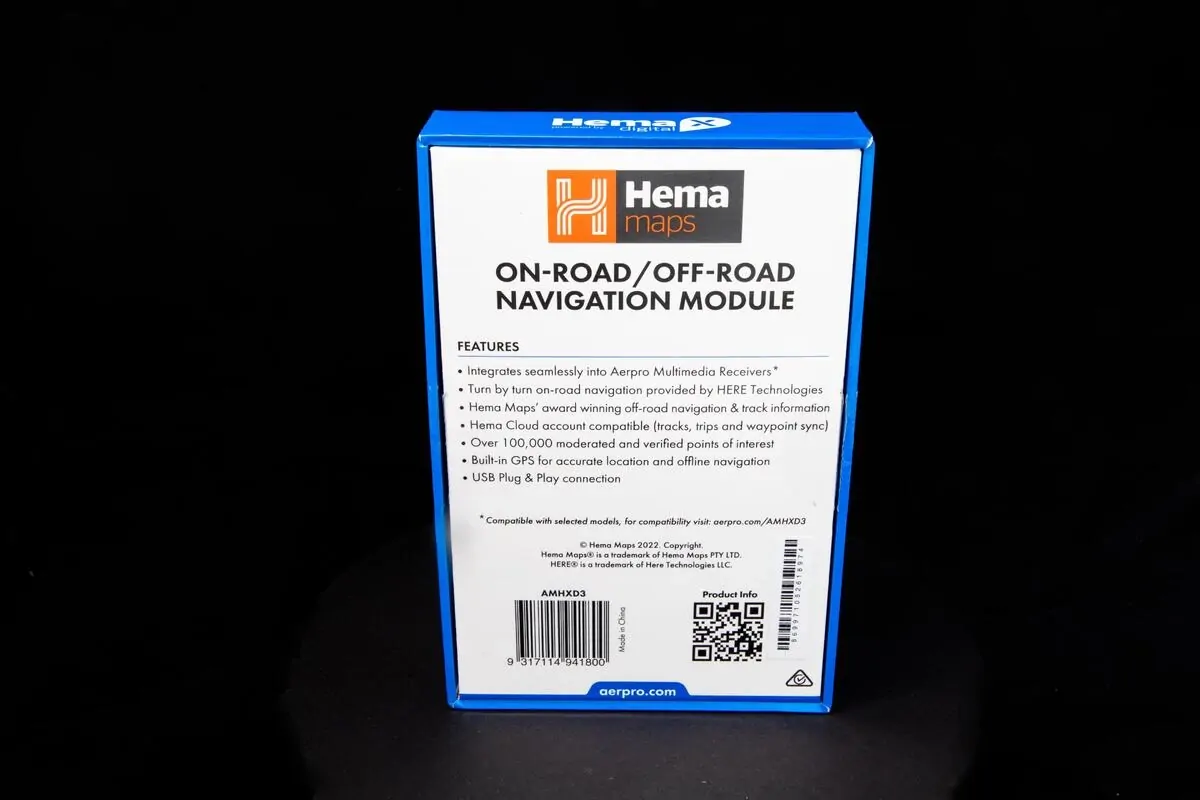 Hema X
powered by digital
Hema
maps
ON-ROAD/OFF-ROAD
NAVIGATION MODULE
FEATURES
• Integrates seamlessly into Aerpro Multimedia Receivers*
• Turn by turn on-road navigation provided by HERE Technologies
• Hema Maps' award winning off-road navigation & track information
• Hema Cloud account compatible (tracks, trips and waypoint sync)
• Over 100,000 moderated and verified points of interest
• Built-in GPS for accurate location and offline navigation
• USB Plug & Play connection
* Compatible with selected models, for compatibility visit: aerpro.com/AMHXD3
© Hema Maps 2022. Copyright.
Hema Maps® is a trademark of Hema Maps PTY LTD.
HERE® is a trademark of Here Technologies LLC.
AMHXD3
9 317114 941800
Made in China
Product Info
869971052618974
aerpro.com